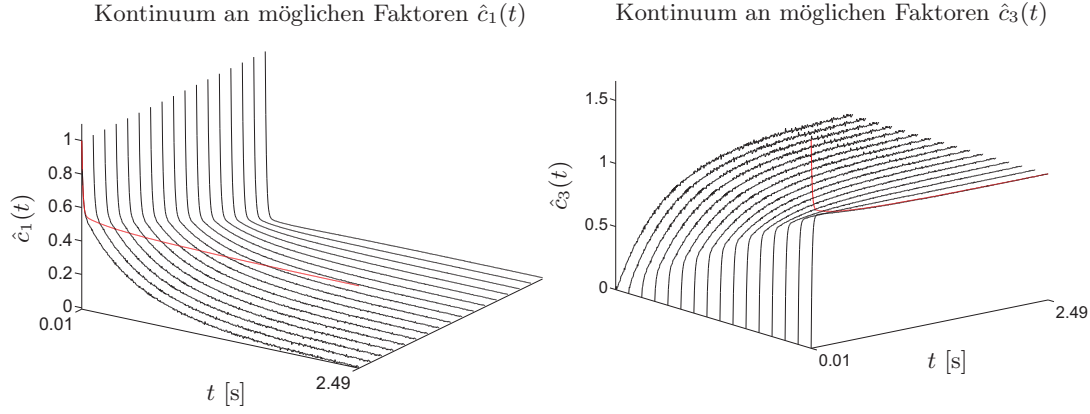 Kontinuum an möglichen Faktoren ĉ₁(t)
1
0.8
0.6
0.4
0.2
0
ĉ₁(t)
0.01
2.49
t [s]
Kontinuum an möglichen Faktoren ĉ₃(t)
1.5
1
0.5
0
ĉ₃(t)
0.01
2.49
t [s]